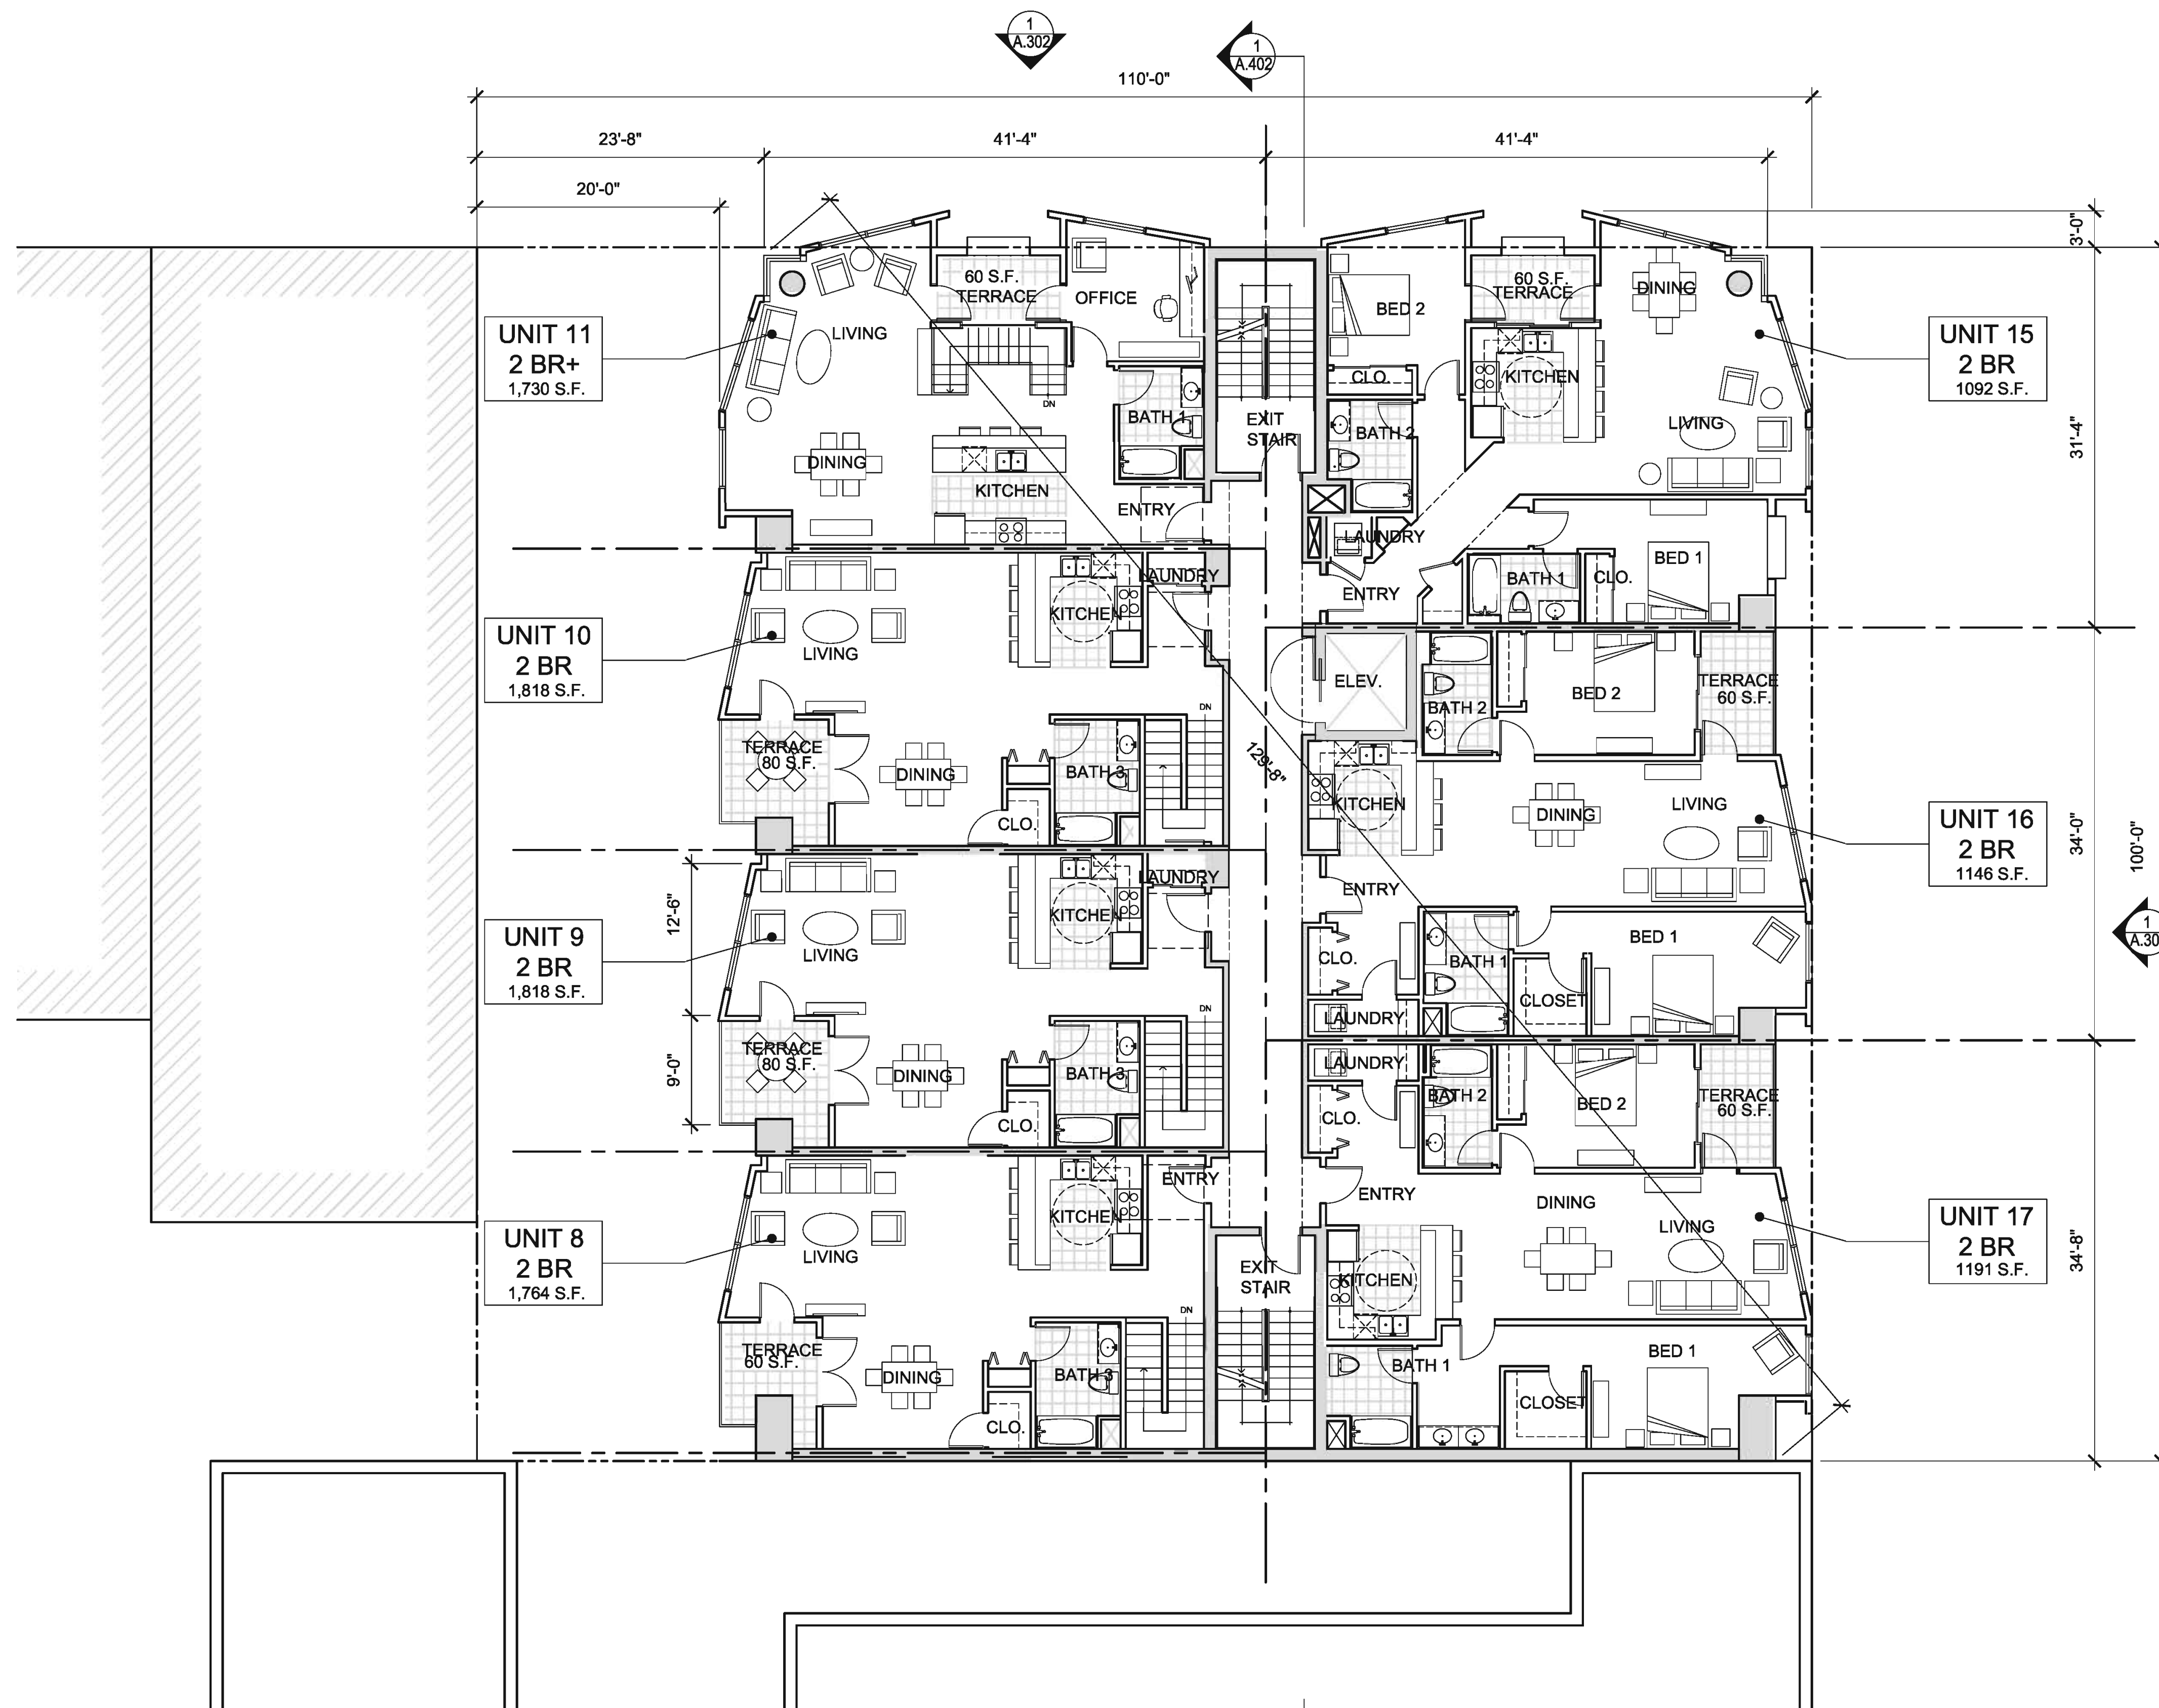 1
A.302
1
A.402
110'-0"
23'-8"
41'-4"
41'-4"
20'-0"
3'-0"
60 S.F.
TERRACE
OFFICE
LIVING
UNIT 11
2 BR+
1,730 S.F.
DN
BATH 1
DINING
KITCHEN
ENTRY
EXIT
STAIR
BED 2
60 S.F.
TERRACE
DINING
CLO.
KITCHEN
BATH 2
LIVING
UNIT 15
2 BR
1092 S.F.
31'-4"
LAUNDRY
ENTRY
BATH 1
CLO.
BED 1
LAUNDRY
KITCHEN
UNIT 10
2 BR
1,818 S.F.
LIVING
DN
TERRACE
80 S.F.
DINING
BATH 3
CLO.
129'-8"
ELEV.
BATH 2
BED 2
TERRACE
60 S.F.
KITCHEN
DINING
LIVING
UNIT 16
2 BR
1146 S.F.
34'-0"
100'-0"
ENTRY
CLO.
BATH 1
BED 1
CLOSET
LAUNDRY
1
A.30
LAUNDRY
KITCHEN
12'-6"
UNIT 9
2 BR
1,818 S.F.
LIVING
DN
9'-0"
TERRACE
80 S.F.
DINING
BATH 3
CLO.
LAUNDRY
CLO.
BATH 2
BED 2
TERRACE
60 S.F.
ENTRY
DINING
LIVING
UNIT 17
2 BR
1191 S.F.
34'-8"
KITCHEN
BATH 1
BED 1
CLOSET
ENTRY
KITCHEN
UNIT 8
2 BR
1,764 S.F.
LIVING
EXIT
STAIR
DN
TERRACE
60 S.F.
DINING
BATH 3
CLO.